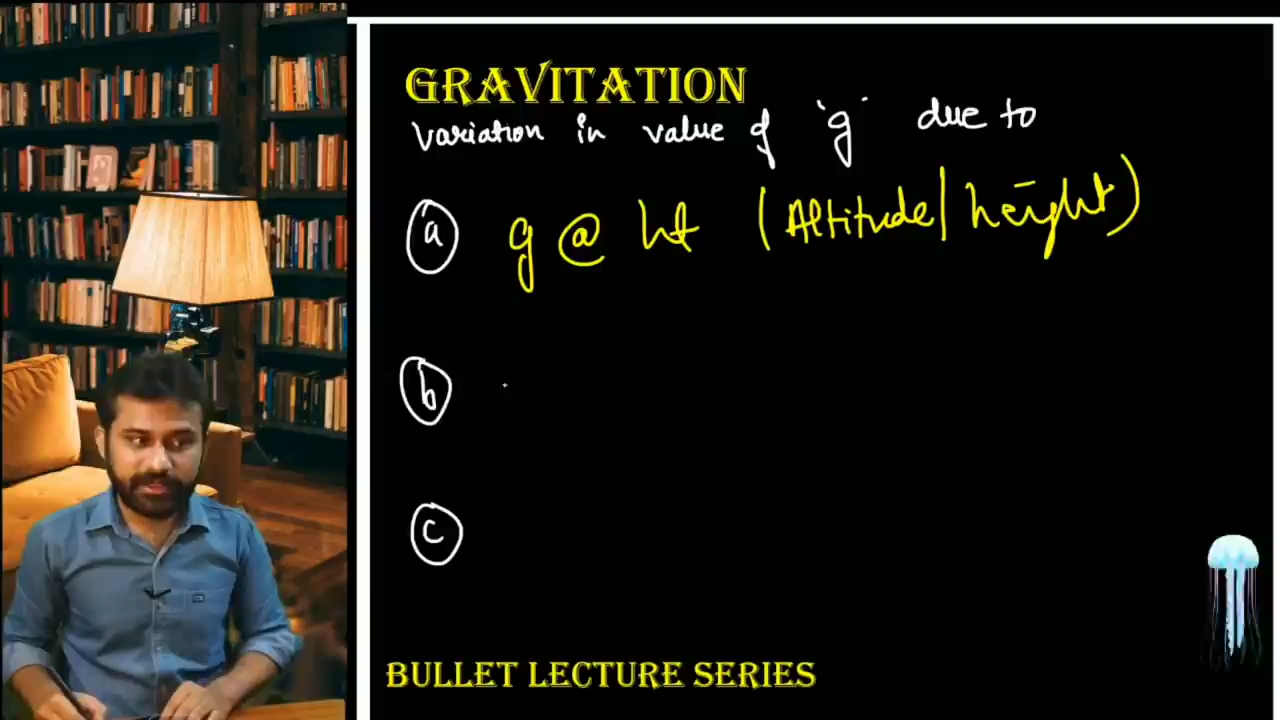 GRAVITATION
variation in value of 'g' due to
a g @ ht (Altitude/height)
b
c
BULLET LECTURE SERIES